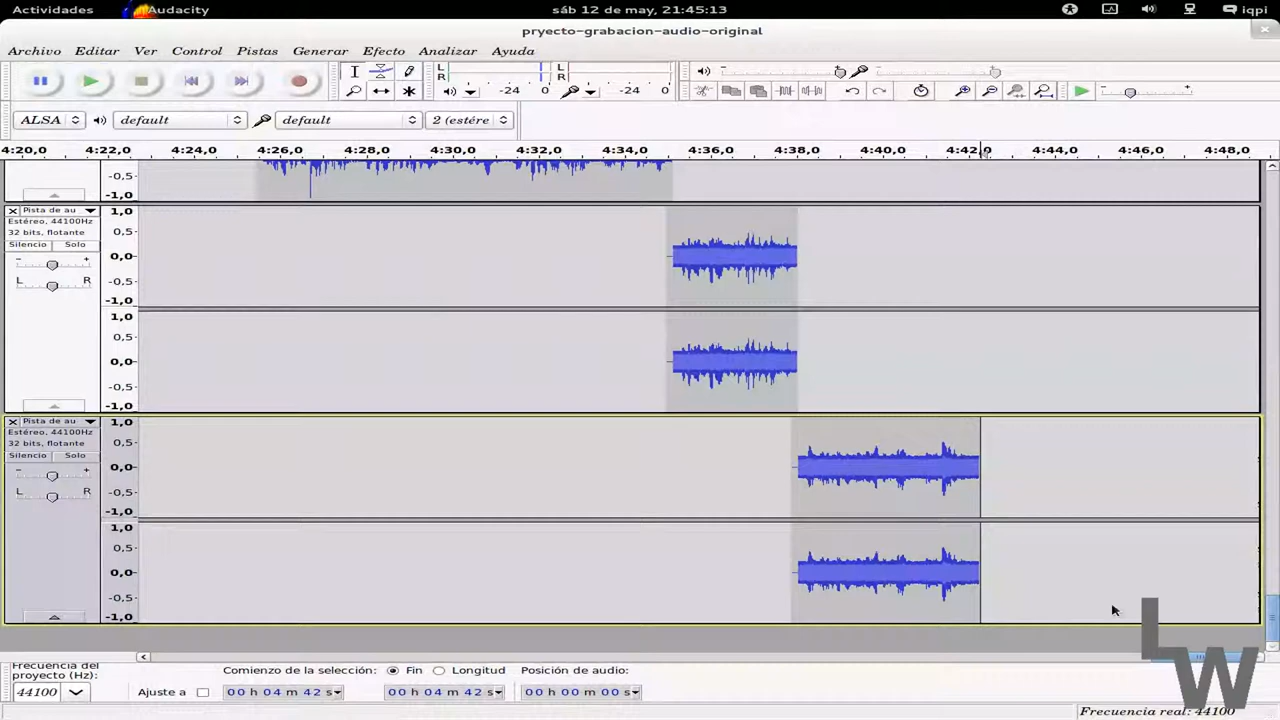 Actividades Audacity sáb 12 de may, 21:45:13 iqpi
pryecto-grabacion-audio-original
Archivo Editar Ver Control Pistas Generar Efecto Analizar Ayuda
L R -24 0 L R -24 0
ALSA default default 2 (estére
4:20,0 4:22,0 4:24,0 4:26,0 4:28,0 4:30,0 4:32,0 4:34,0 4:36,0 4:38,0 4:40,0 4:42,0 4:44,0 4:46,0 4:48,0
-0,5
-1,0
Pista de au 1,0
Estéreo, 44100Hz
32 bits, flotante 0,5
Silencio Solo
- + 0,0
L R -0,5
-1,0
1,0
0,5
0,0
-0,5
-1,0
Pista de au 1,0
Estéreo, 44100Hz
32 bits, flotante 0,5
Silencio Solo
- + 0,0
L R -0,5
-1,0
1,0
0,5
0,0
-0,5
-1,0
Frecuencia del proyecto (Hz): Comienzo de la selección: Fin Longitud Posición de audio:
44100 Ajuste a 00 h 04 m 42 s 00 h 04 m 42 s 00 h 00 m 00 s
LW
Frecuencia real: 44100